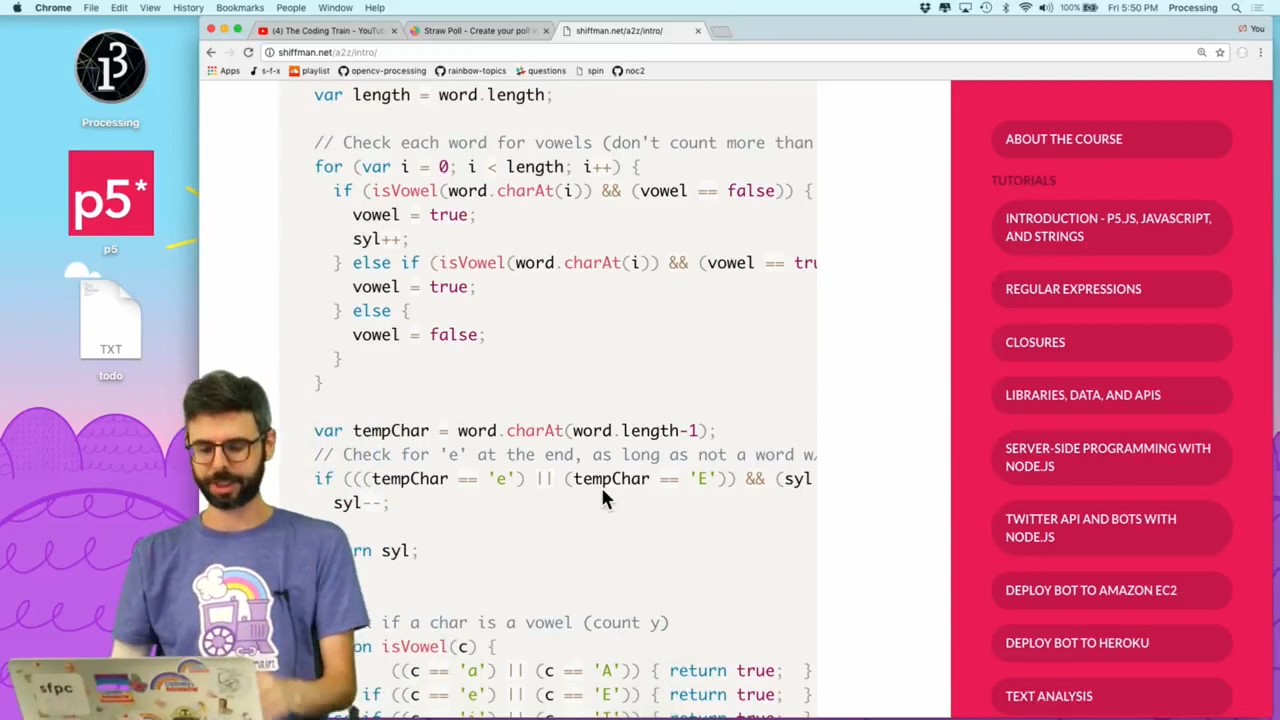 Chrome File Edit View History Bookmarks People Window Help
100% Fri 5:50 PM Processing
(4) The Coding Train - YouTu
Straw Poll - Create your poll in
shiffman.net/a2z/intro/
You
shiffman.net/a2z/intro/
Apps s-f-x playlist opencv-processing rainbow-topics questions spin noc2
Processing
p5*
p5
TXT
todo
var length = word.length;
// Check each word for vowels (don't count more than
for (var i = 0; i < length; i++) {
if (isVowel(word.charAt(i)) && (vowel == false)) {
vowel = true;
syl++;
} else if (isVowel(word.charAt(i)) && (vowel == tru
vowel = true;
} else {
vowel = false;
}
}
var tempChar = word.charAt(word.length-1);
// Check for 'e' at the end, as long as not a word w/
if (((tempChar == 'e') || (tempChar == 'E')) && (syl
syl--;
rn syl;
if a char is a vowel (count y)
on isVowel(c) {
((c == 'a') || (c == 'A')) { return true; }
if ((c == 'e') || (c == 'E')) { return true; }
ABOUT THE COURSE
TUTORIALS
INTRODUCTION - P5.JS, JAVASCRIPT,
AND STRINGS
REGULAR EXPRESSIONS
CLOSURES
LIBRARIES, DATA, AND APIS
SERVER-SIDE PROGRAMMING WITH
NODE.JS
TWITTER API AND BOTS WITH
NODE.JS
DEPLOY BOT TO AMAZON EC2
DEPLOY BOT TO HEROKU
TEXT ANALYSIS
sfpc